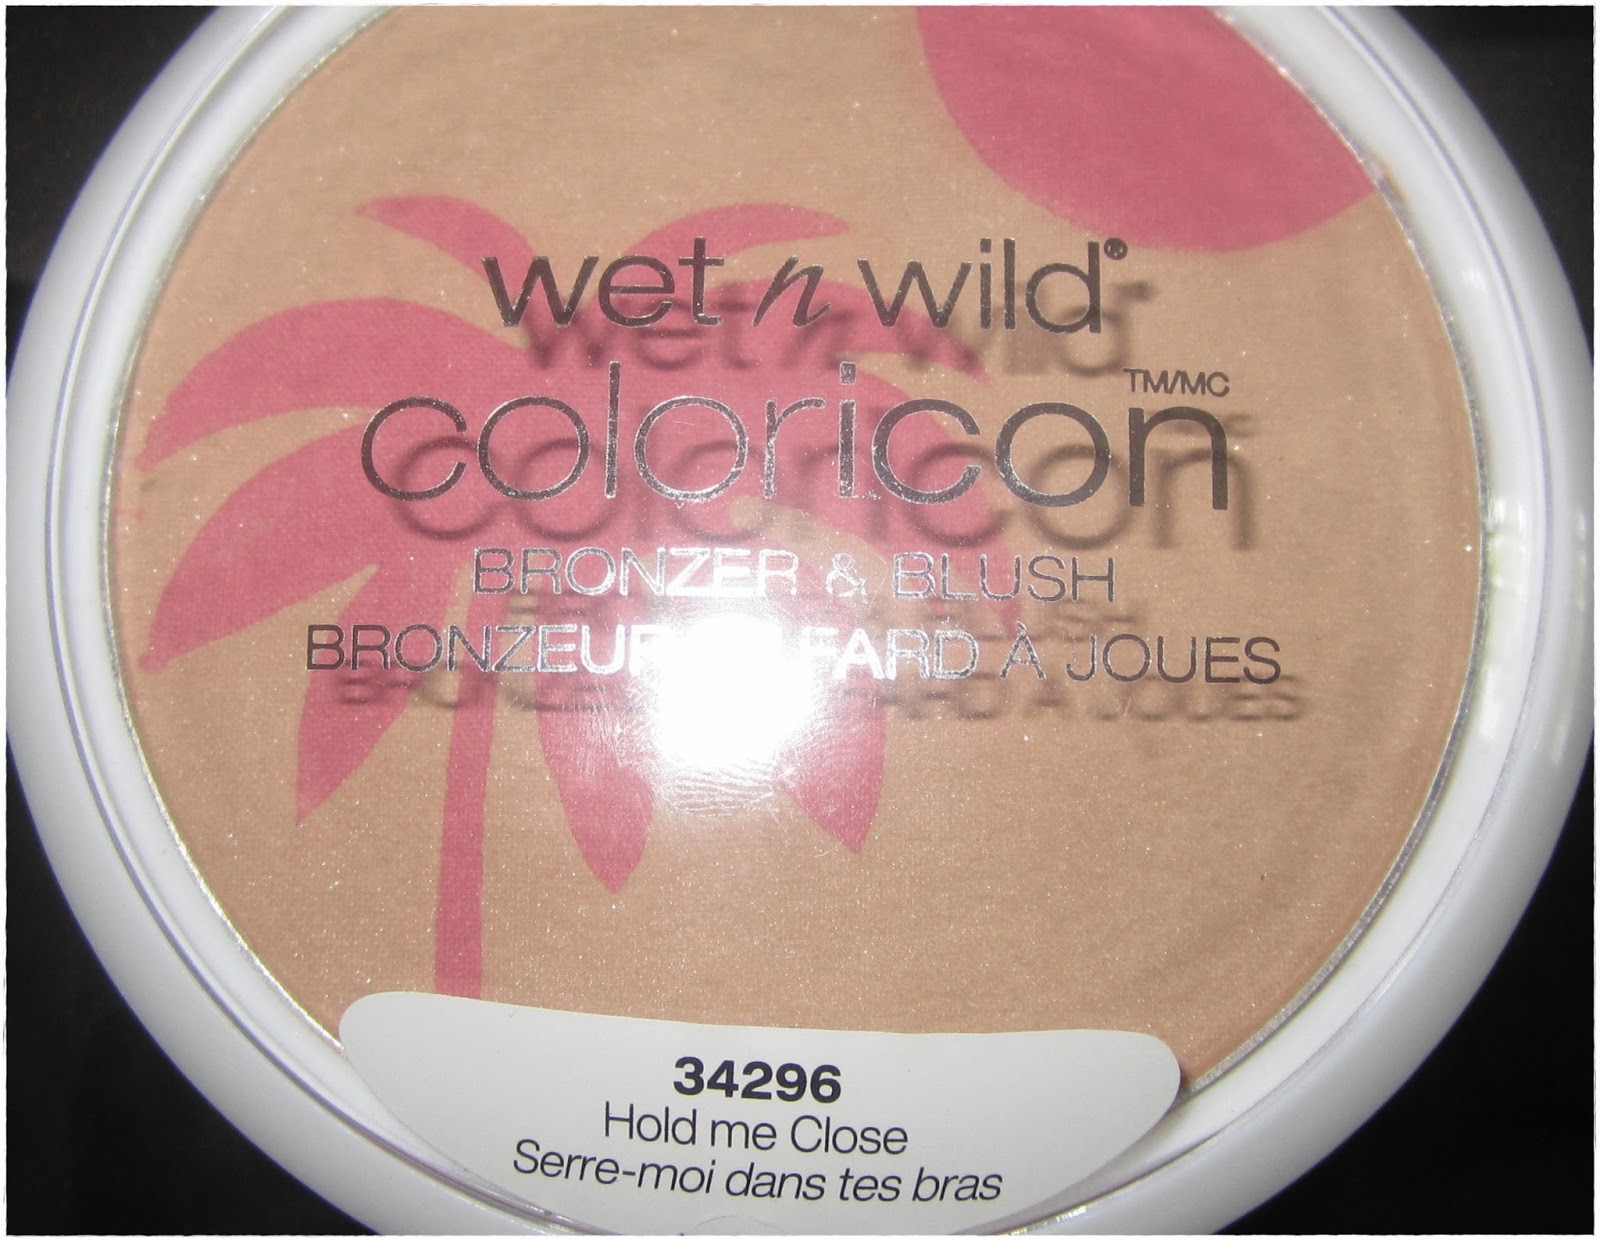 wet n wild®
coloricon TM/MC
BRONZER & BLUSH
BRONZEUR FARD À JOUES
34296
Hold me Close
Serre-moi dans tes bras